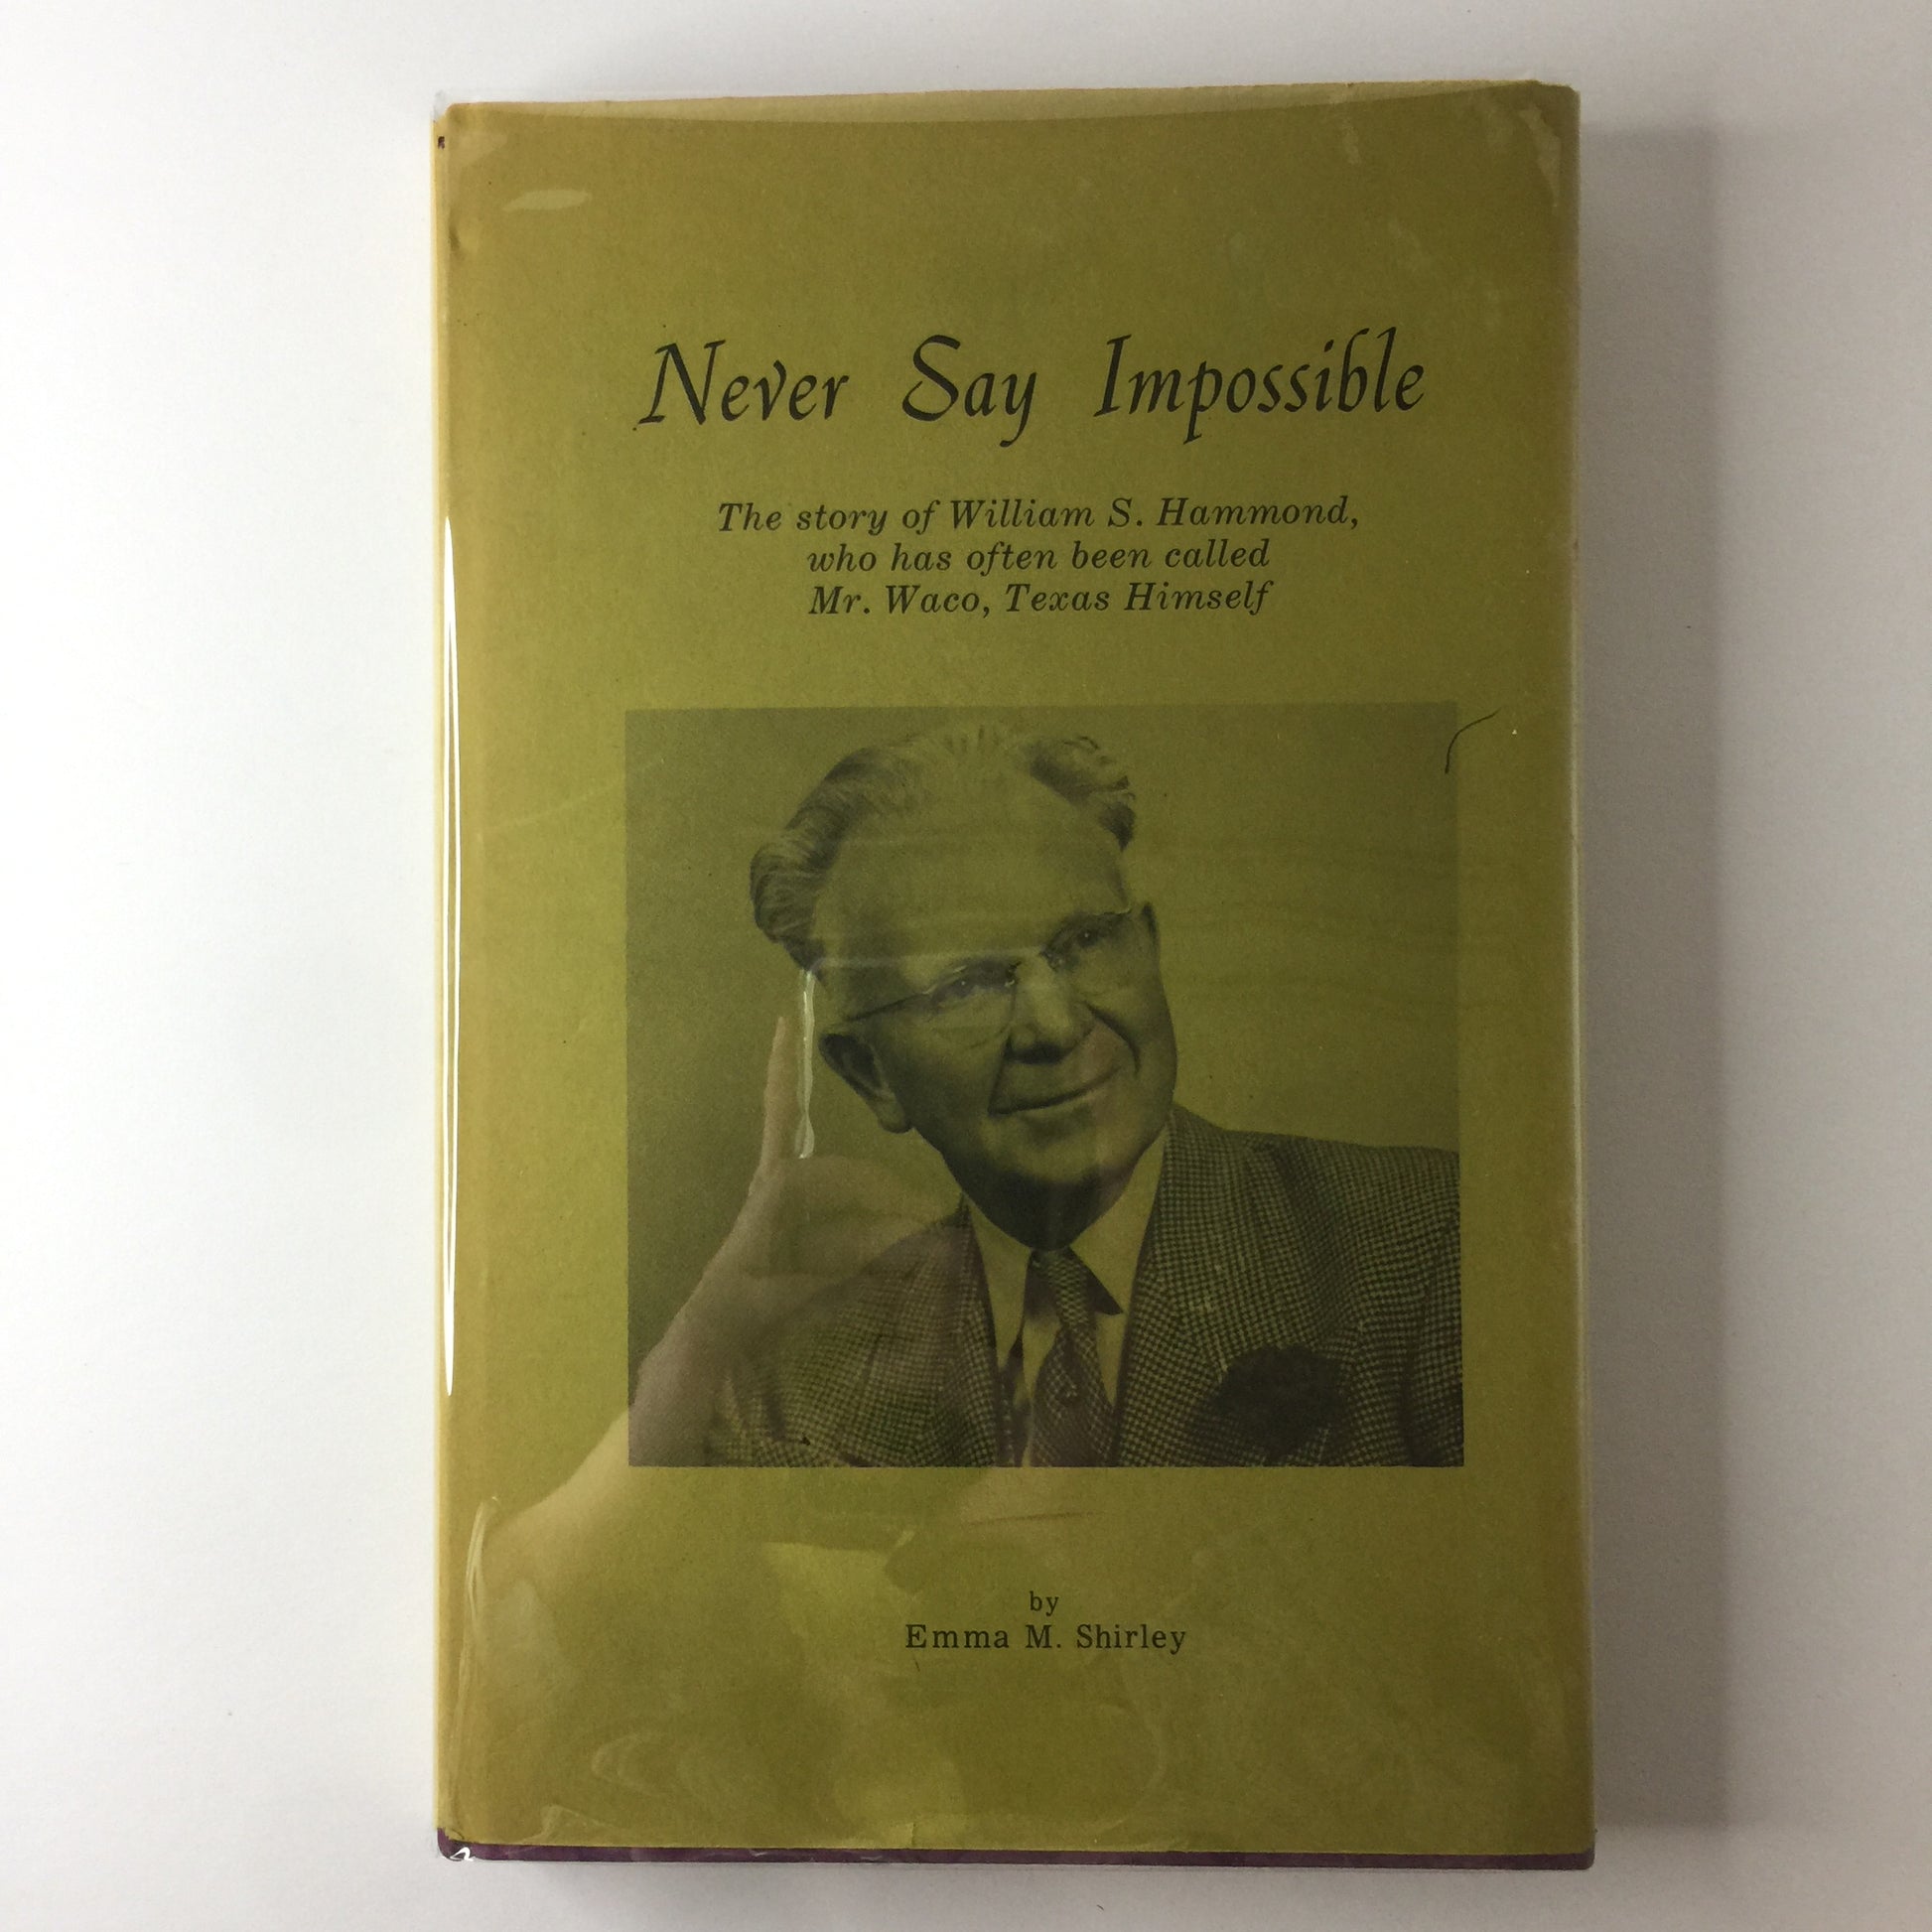 Never Say Impossible
The story of William S. Hammond,
who has often been called
Mr. Waco, Texas Himself
by
Emma M. Shirley